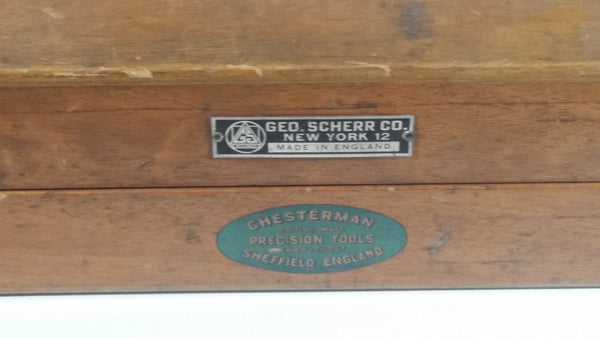 GEO. SCHERR CO.
NEW YORK 12
MADE IN ENGLAND
CHESTERMAN
PRECISION TOOLS
SHEFFIELD ENGLAND